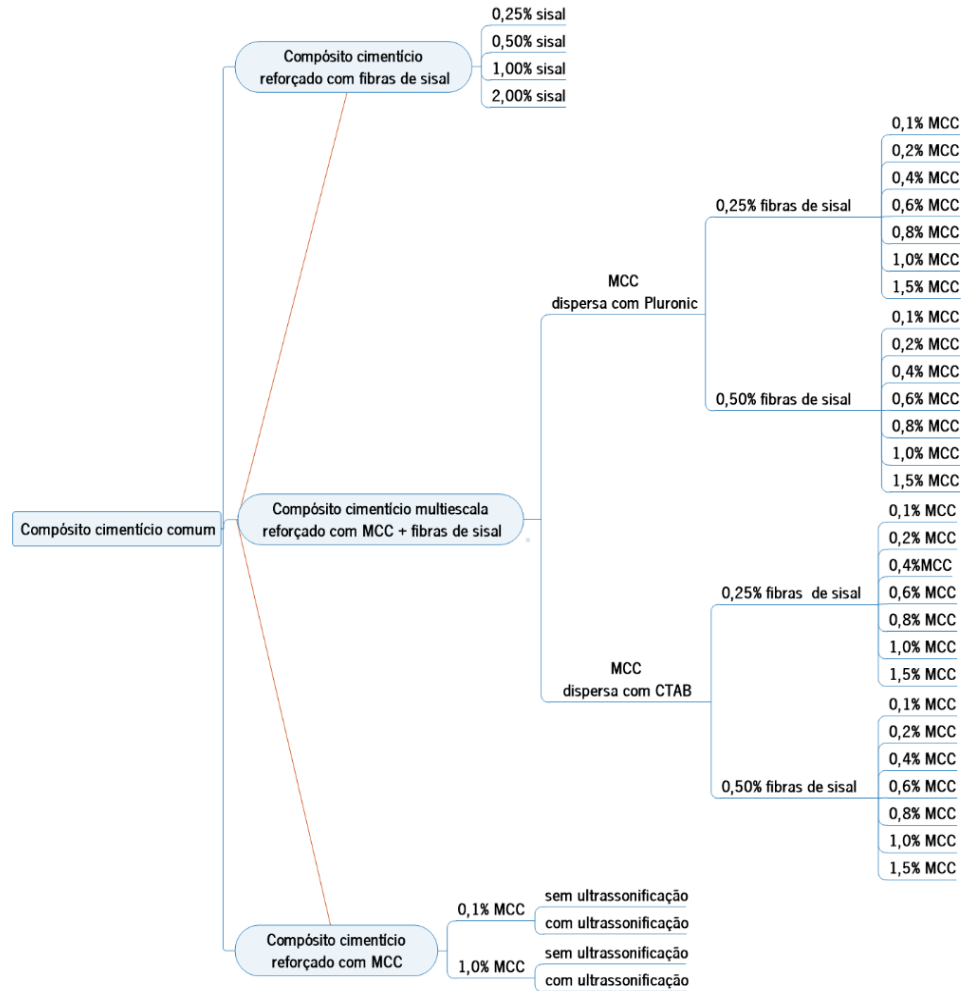 0,25% sisal
0,50% sisal
1,00% sisal
2,00% sisal
Compósito cimentício
reforçado com fibras de sisal
0,1% MCC
0,2% MCC
0,4% MCC
0,6% MCC
0,8% MCC
1,0% MCC
1,5% MCC
0,25% fibras de sisal
MCC
dispersa com Pluronic
0,1% MCC
0,2% MCC
0,4% MCC
0,6% MCC
0,8% MCC
1,0% MCC
1,5% MCC
0,50% fibras de sisal
Compósito cimentício multiescala
reforçado com MCC + fibras de sisal
Compósito cimentício comum
0,1% MCC
0,2% MCC
0,4%MCC
0,6% MCC
0,8% MCC
1,0% MCC
1,5% MCC
0,25% fibras de sisal
MCC
dispersa com CTAB
0,1% MCC
0,2% MCC
0,4% MCC
0,6% MCC
0,8% MCC
1,0% MCC
1,5% MCC
0,50% fibras de sisal
Compósito cimentício
reforçado com MCC
0,1% MCC
sem ultrassonificação
com ultrassonificação
1,0% MCC
sem ultrassonificação
com ultrassonificação